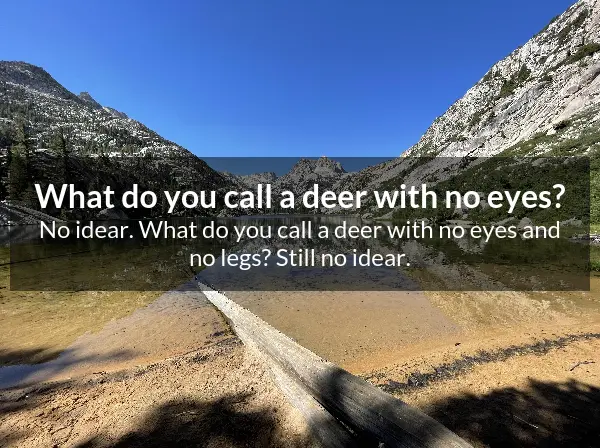 What do you call a deer with no eyes?
No idear. What do you call a deer with no eyes and
no legs? Still no idear.